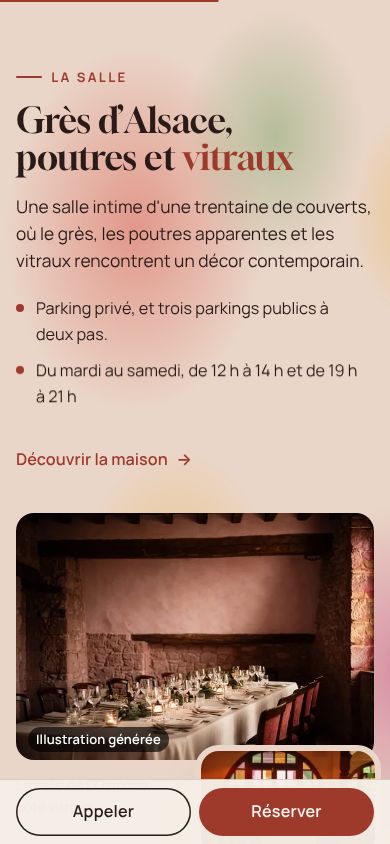 LA SALLE
Grès d’Alsace,
poutres et vitraux
Une salle intime d'une trentaine de couverts,
où le grès, les poutres apparentes et les
vitraux rencontrent un décor contemporain.
Parking privé, et trois parkings publics à
deux pas.
Du mardi au samedi, de 12 h à 14 h et de 19 h
à 21 h
Découvrir la maison →
Illustration générée
Appeler
Réserver